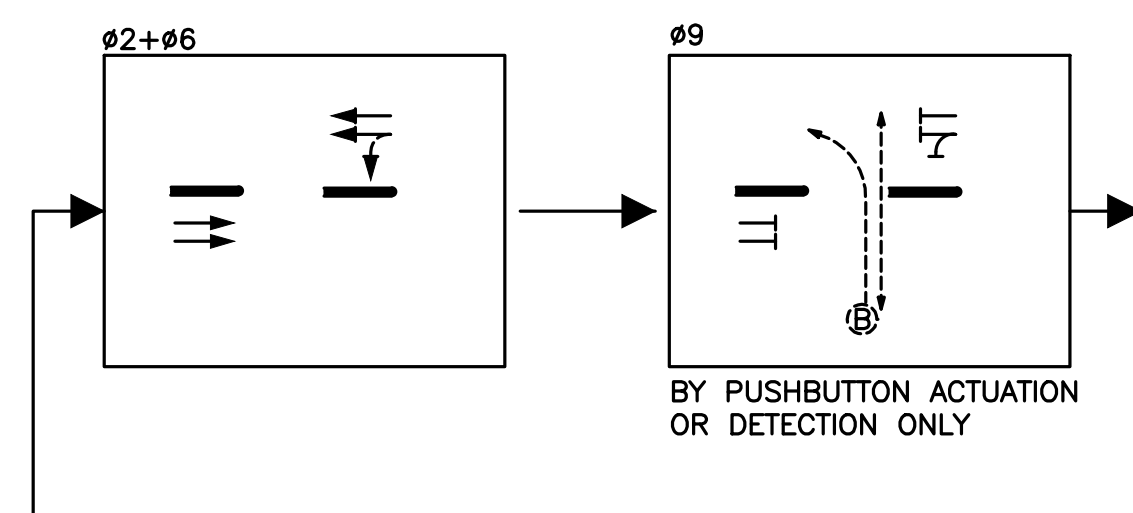 ø2+ø6
ø9
B
BY PUSHBUTTON ACTUATION
OR DETECTION ONLY